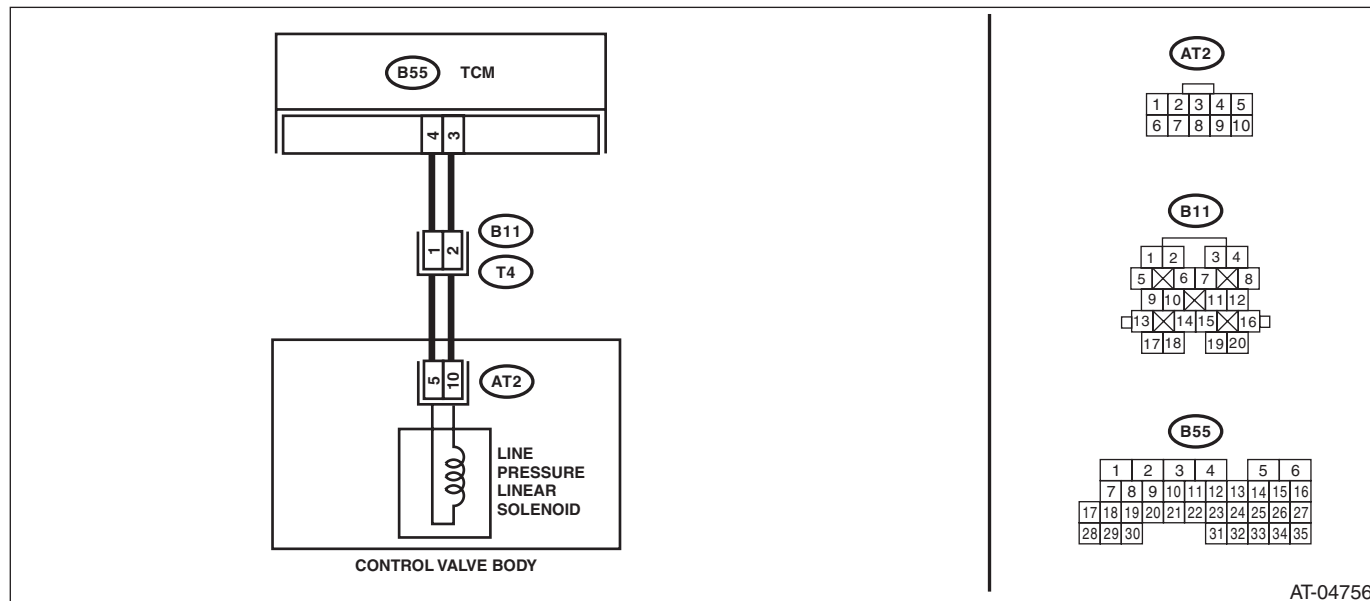 B55 TCM
4 3
B11
1 2
T4
5 10
AT2
LINE
PRESSURE
LINEAR
SOLENOID
CONTROL VALVE BODY
AT2
1 2 3 4 5
6 7 8 9 10
B11
1 2 3 4
5 6 7 8
9 10 11 12
13 14 15 16
17 18 19 20
B55
1 2 3 4 5 6
7 8 9 10 11 12 13 14 15 16
17 18 19 20 21 22 23 24 25 26 27
28 29 30 31 32 33 34 35
AT-04756